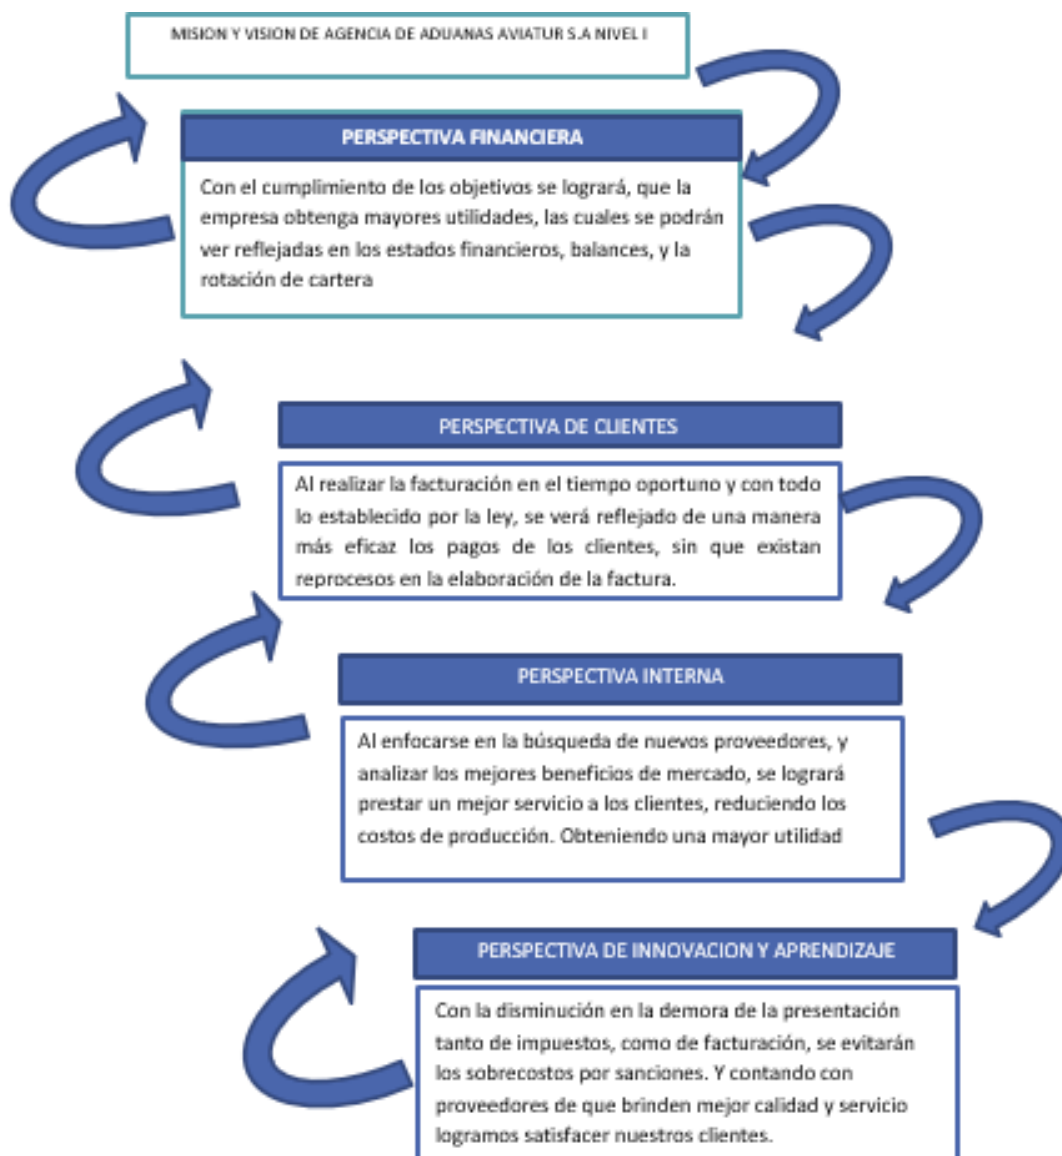 MISION Y VISION DE AGENCIA DE ADUANAS AVIATUR S.A NIVEL I
PERSPECTIVA FINANCIERA
Con el cumplimiento de los objetivos se logrará, que la
empresa obtenga mayores utilidades, las cuales se podrán
ver reflejadas en los estados financieros, balances, y la
rotación de cartera
PERSPECTIVA DE CLIENTES
Al realizar la facturación en el tiempo oportuno y con todo
lo establecido por la ley, se verá reflejado de una manera
más eficaz los pagos de los clientes, sin que existan
reprocesos en la elaboración de la factura.
PERSPECTIVA INTERNA
Al enfocarse en la búsqueda de nuevos proveedores, y
analizar los mejores beneficios de mercado, se logrará
prestar un mejor servicio a los clientes, reduciendo los
costos de producción. Obteniendo una mayor utilidad
PERSPECTIVA DE INNOVACION Y APRENDIZAJE
Con la disminución en la demora de la presentación
tanto de impuestos, como de facturación, se evitarán
los sobrecostos por sanciones. Y contando con
proveedores de que brinden mejor calidad y servicio
logramos satisfacer nuestros clientes.